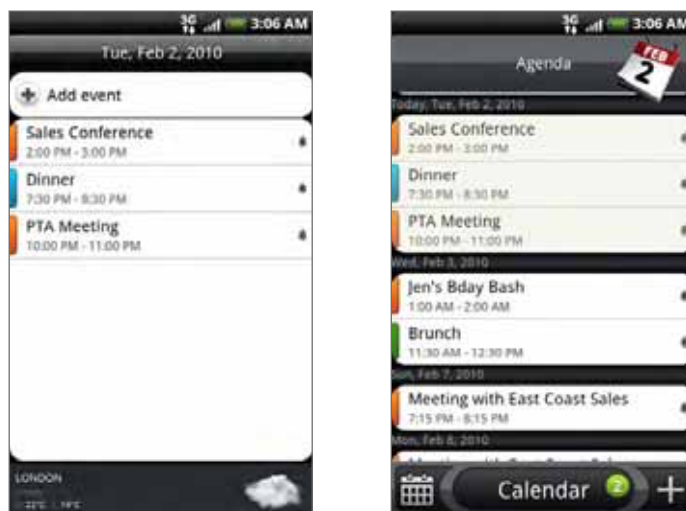 3G 3:06 AM
Tue, Feb 2, 2010
Add event
Sales Conference
2:00 PM - 3:00 PM
Dinner
7:30 PM - 8:30 PM
PTA Meeting
10:00 PM - 11:00 PM
LONDON
3G 3:06 AM
Agenda
FEB
2
Today, Tue, Feb 2, 2010
Sales Conference
2:00 PM - 3:00 PM
Dinner
7:30 PM - 8:30 PM
PTA Meeting
10:00 PM - 11:00 PM
Wed, Feb 3, 2010
Jen's Bday Bash
1:00 AM - 2:00 AM
Brunch
11:30 AM - 12:30 PM
Sun, Feb 7, 2010
Meeting with East Coast Sales
7:15 PM - 8:15 PM
Mon, Feb 8, 2010
Calendar 2